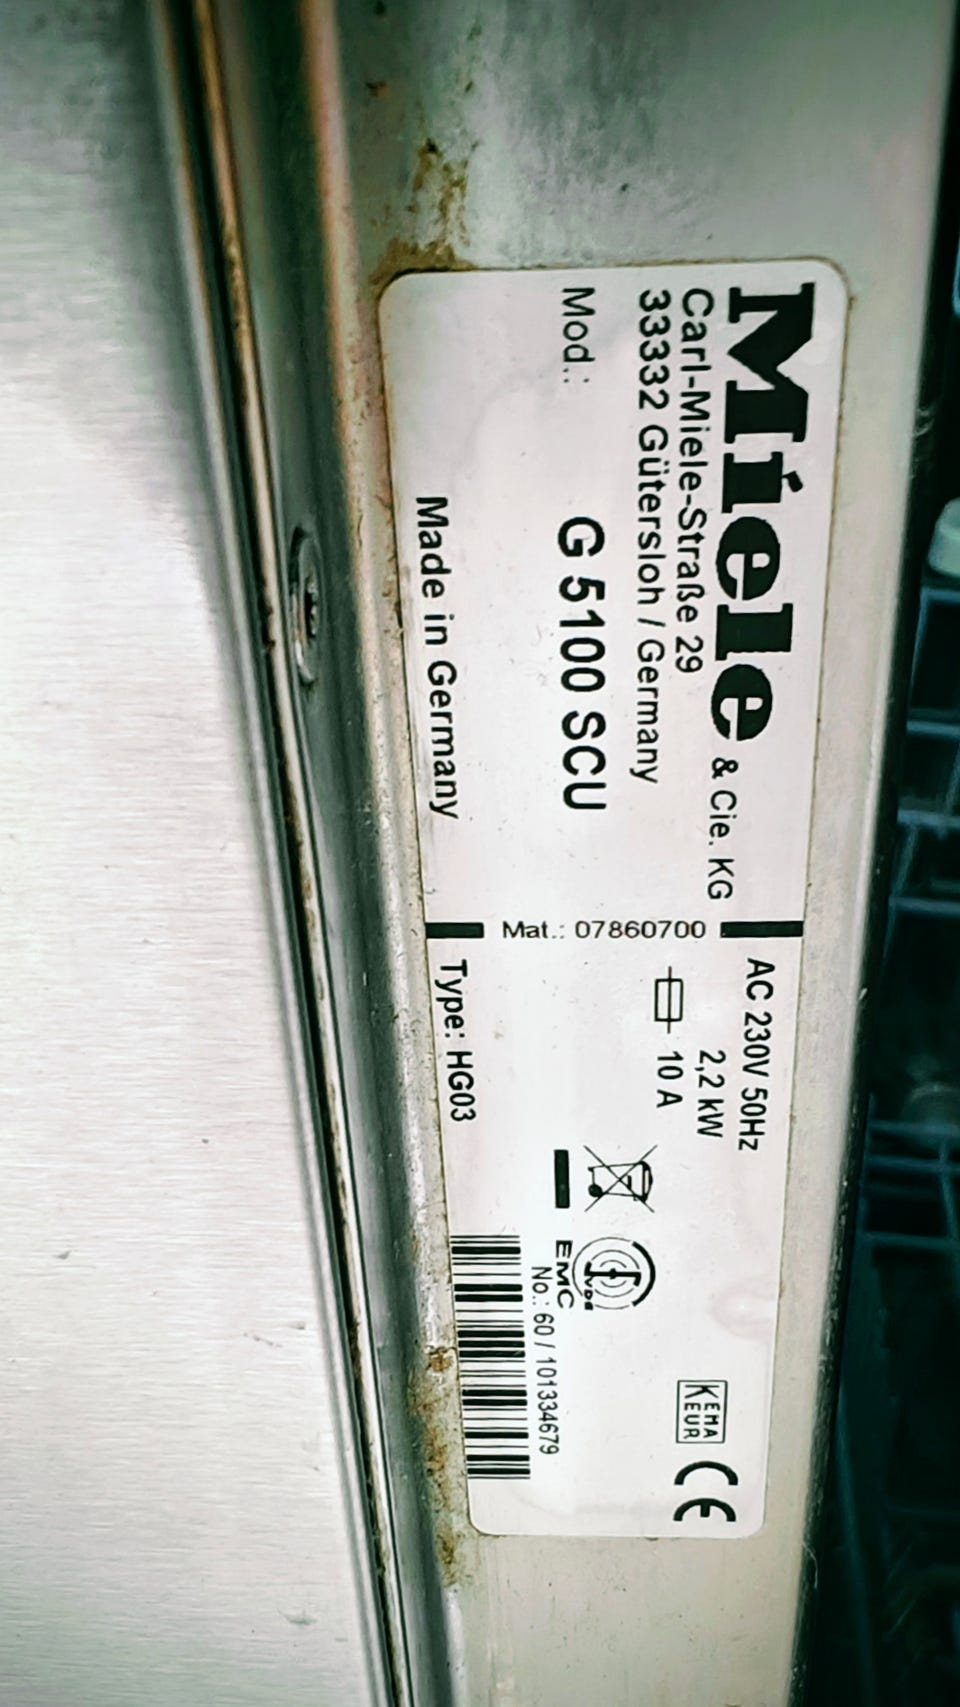 Miele & Cie. KG
Carl-Miele-Straße 29
33332 Gütersloh / Germany
Mod.: G 5100 SCU
Made in Germany
Mat.: 07860700
AC 230V 50Hz
2,2 kW
10 A
VDE
EMC
KEMA
KEUR
CE
No.: 60 / 101334679
Type: HG03